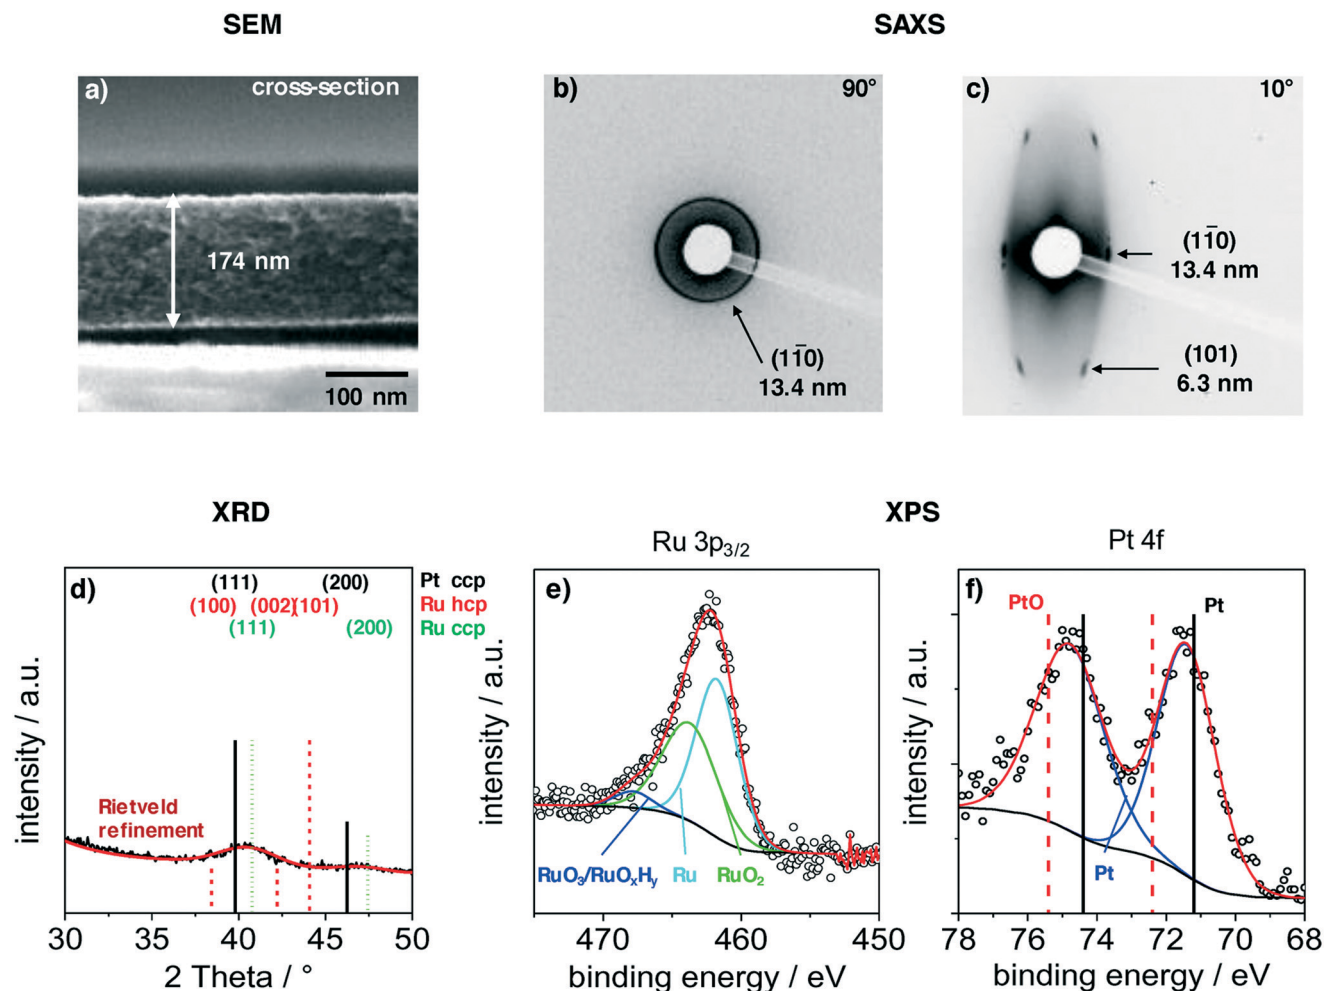 SEM
SAXS
a)
cross-section
174 nm
100 nm
b)
90°
(11̅0)
13.4 nm
c)
10°
(11̅0)
13.4 nm
(101)
6.3 nm
XRD
XPS
Ru 3p3/2
Pt 4f
d)
(111) (200) Pt ccp
(100) (002) (101) Ru hcp
(111) (200) Ru ccp
Rietveld
refinement
intensity / a.u.
30 35 40 45 50
2 Theta / °
e)
RuO3/RuOxHy Ru RuO2
intensity / a.u.
470 460 450
binding energy / eV
f)
PtO
Pt
Pt
intensity / a.u.
78 76 74 72 70 68
binding energy / eV